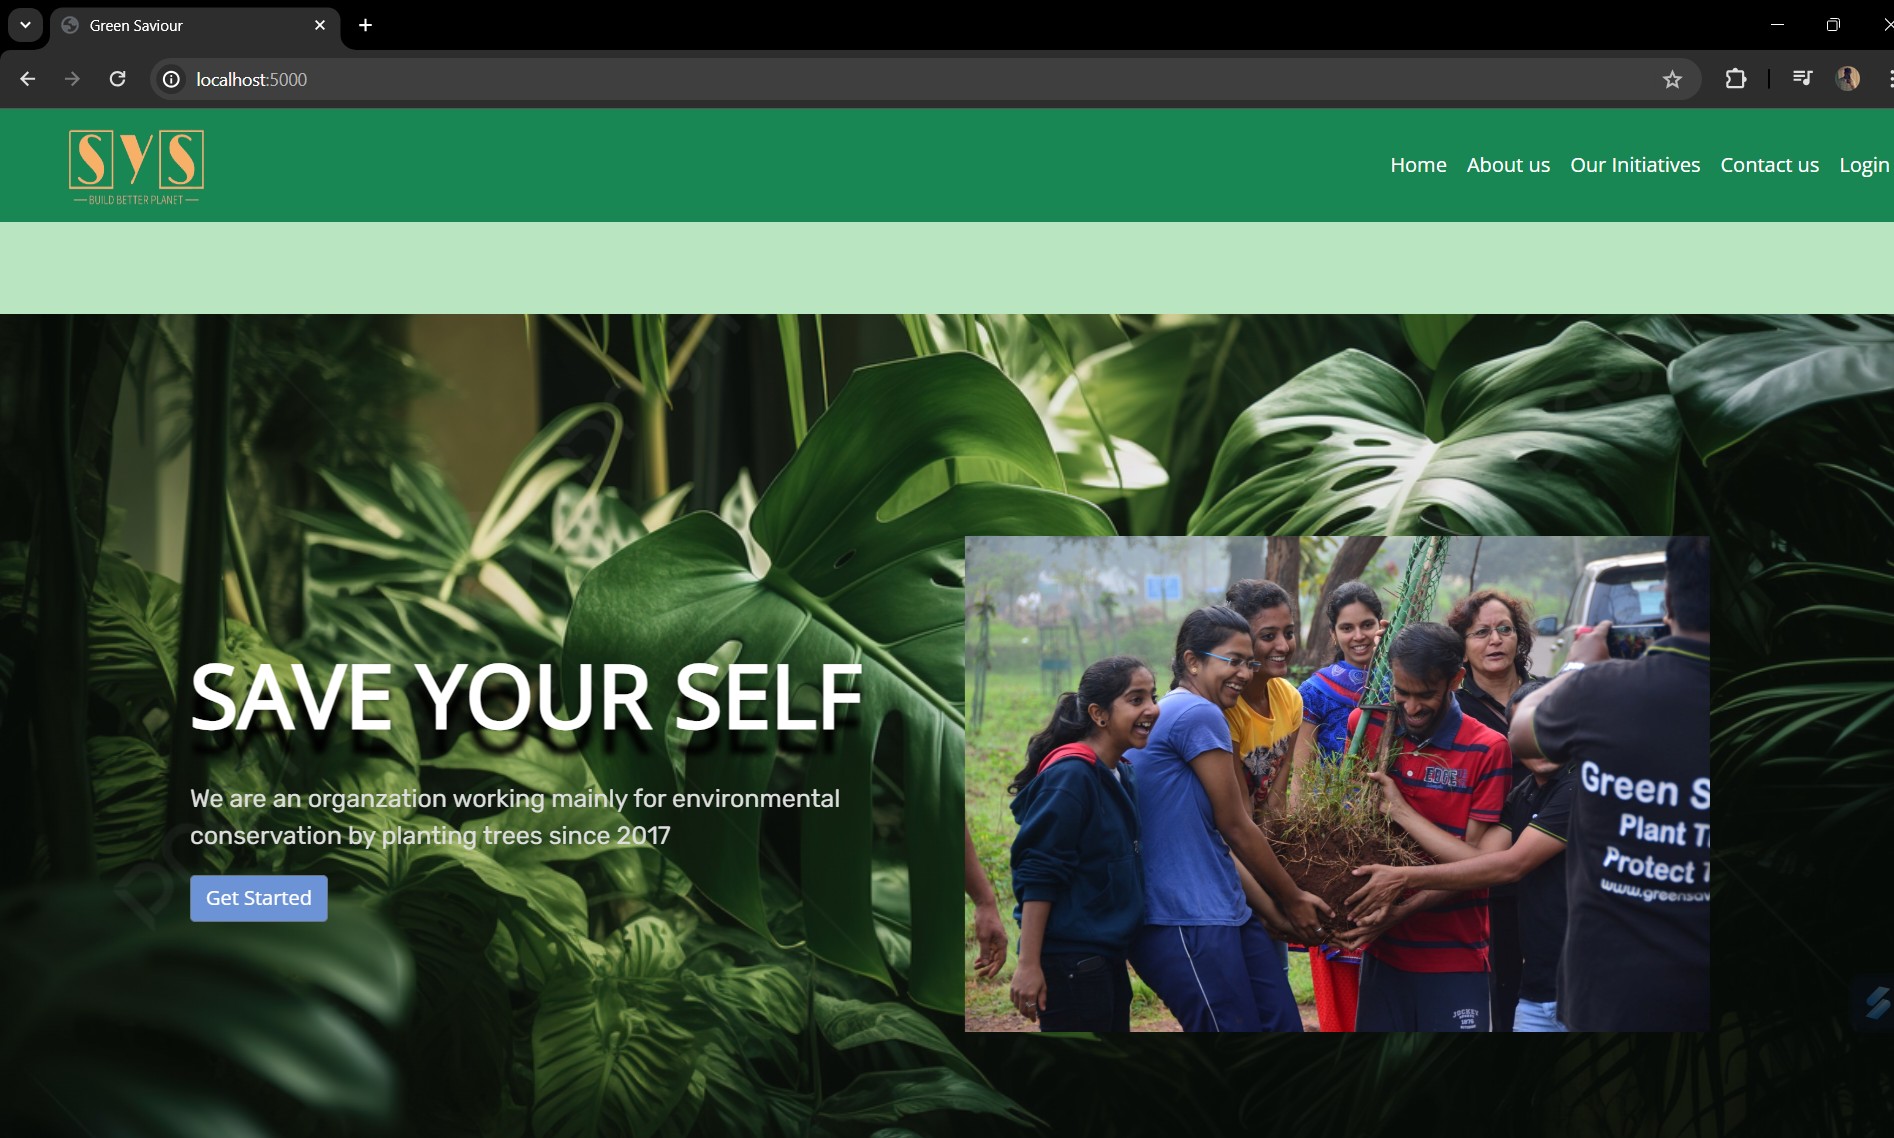 Green Saviour
localhost:5000
SYS
BUILD BETTER PLANET
Home About us Our Initiatives Contact us Login
SAVE YOUR SELF
We are an organzation working mainly for environmental
conservation by planting trees since 2017
Get Started
EDGE
Green S
Plant T
Protect T
www.greensav
JOCKEY